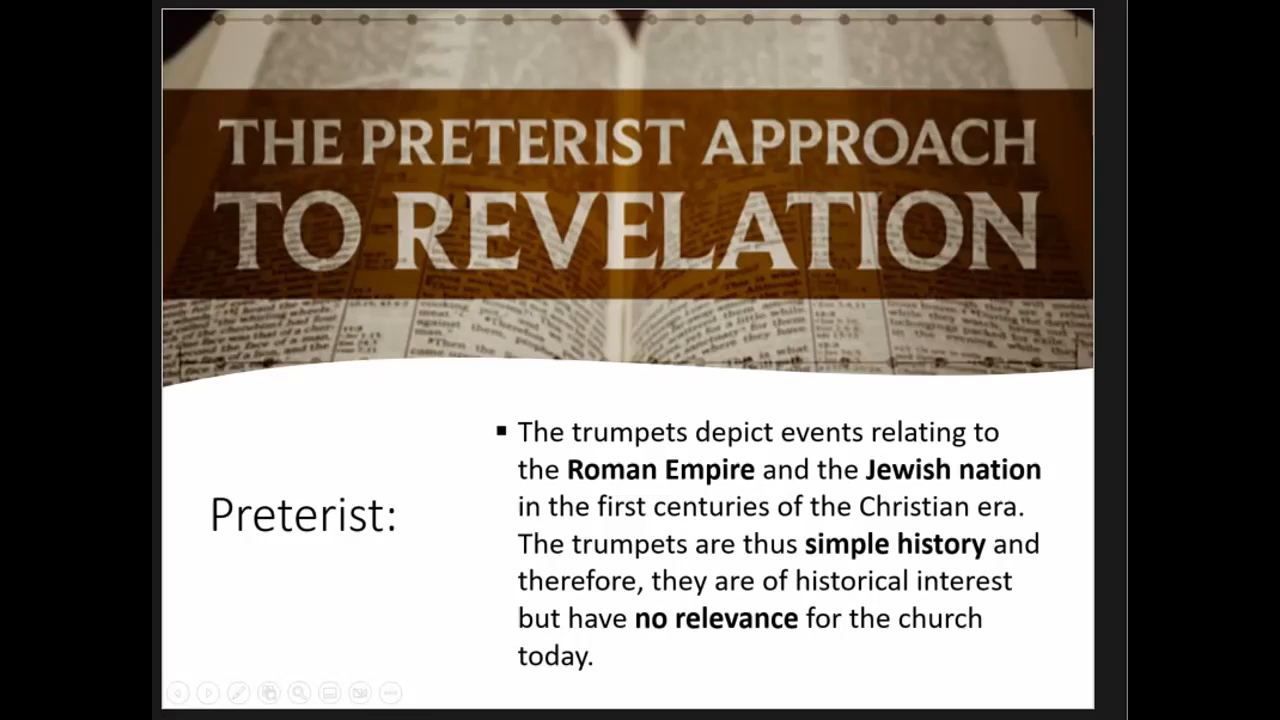 THE PRETERIST APPROACH
TO REVELATION
Preterist:
▪ The trumpets depict events relating to
the Roman Empire and the Jewish nation
in the first centuries of the Christian era.
The trumpets are thus simple history and
therefore, they are of historical interest
but have no relevance for the church
today.